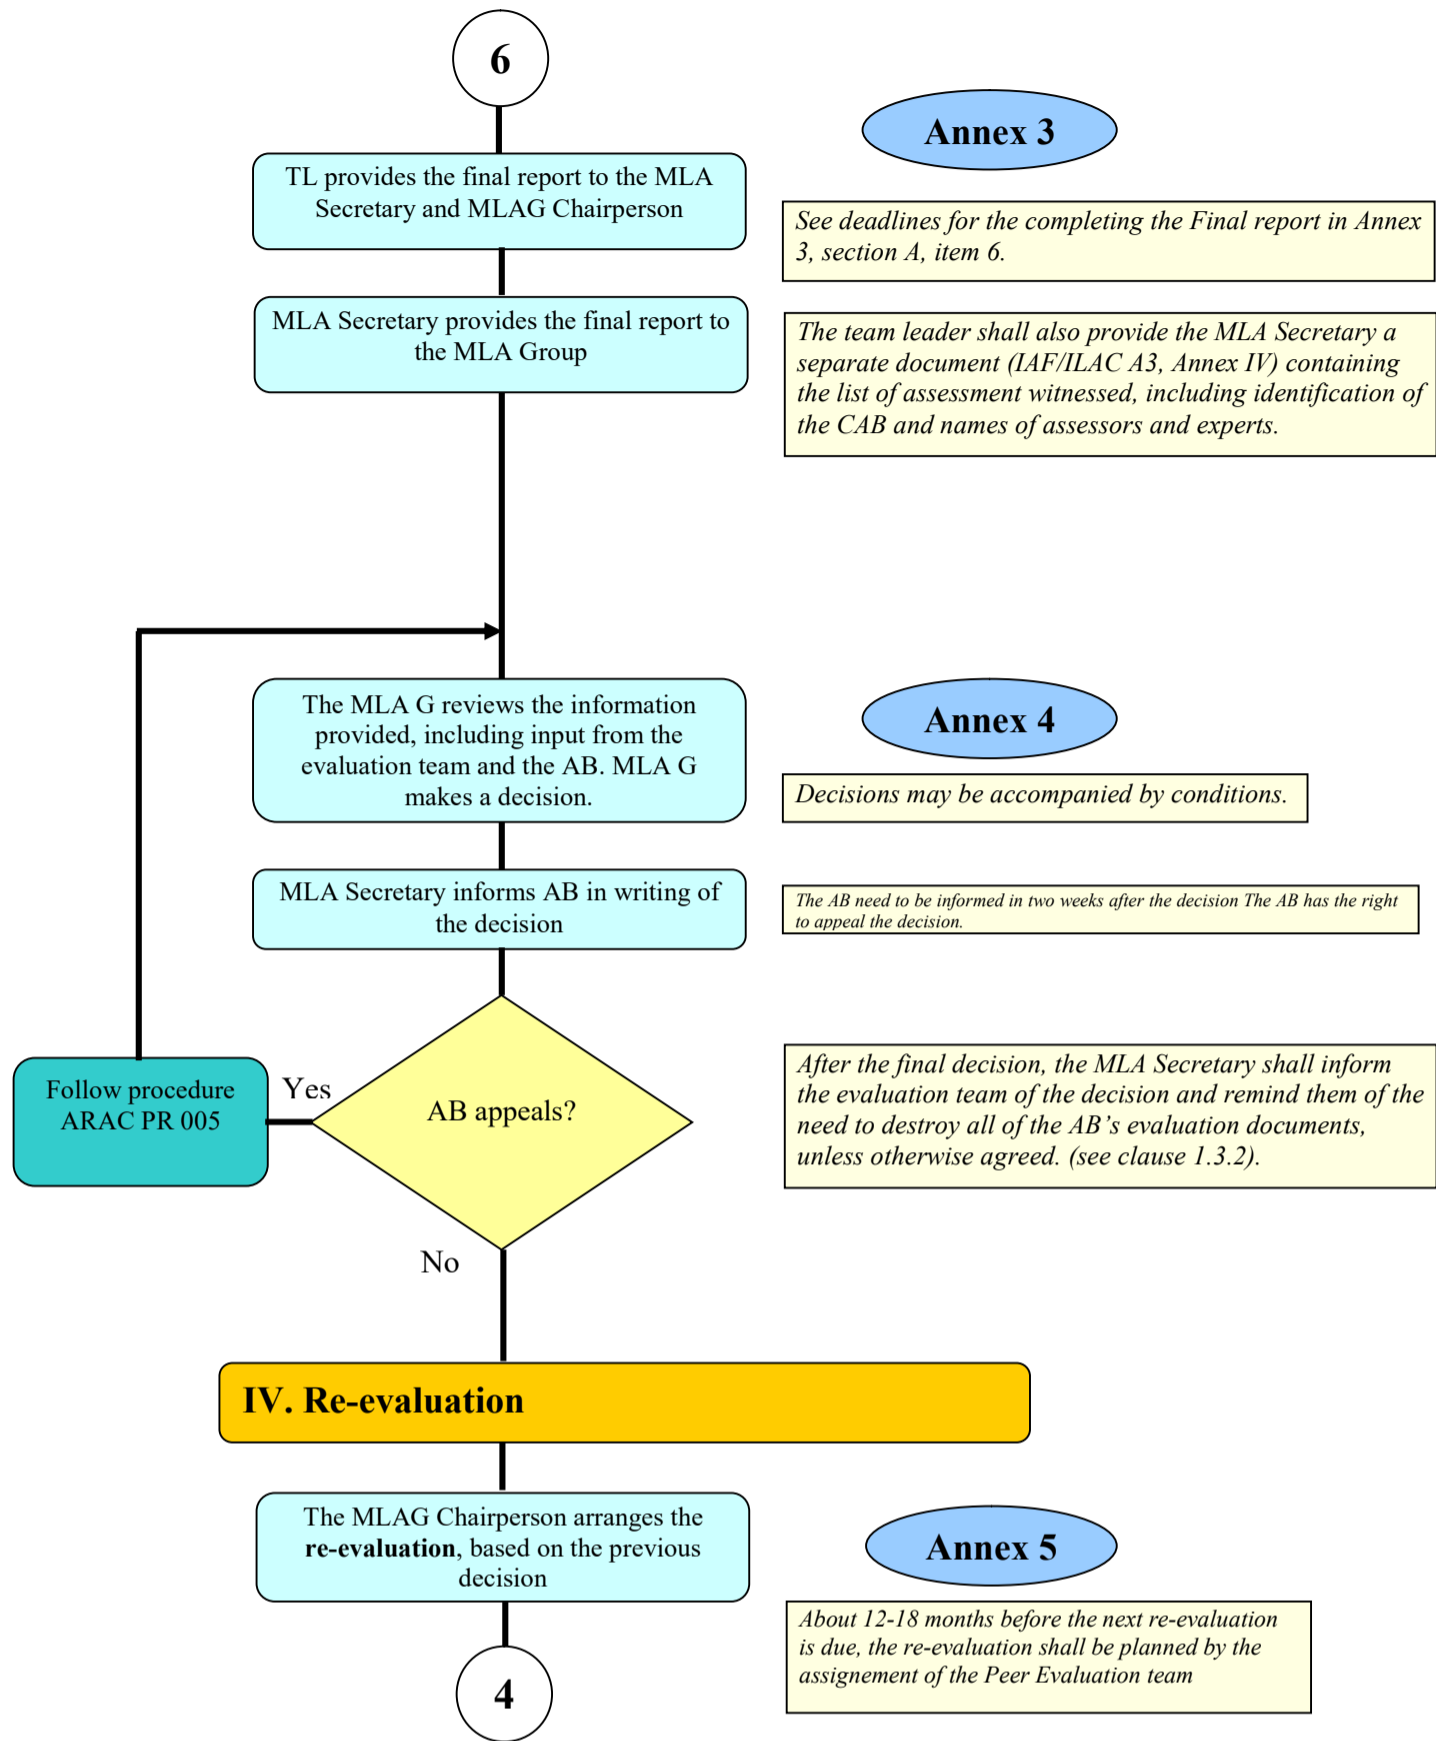 6
Annex 3
TL provides the final report to the MLA
Secretary and MLAG Chairperson
See deadlines for the completing the Final report in Annex
3, section A, item 6.
MLA Secretary provides the final report to
the MLA Group
The team leader shall also provide the MLA Secretary a
separate document (IAF/ILAC A3, Annex IV) containing
the list of assessment witnessed, including identification of
the CAB and names of assessors and experts.
The MLA G reviews the information
provided, including input from the
evaluation team and the AB. MLA G
makes a decision.
Annex 4
Decisions may be accompanied by conditions.
MLA Secretary informs AB in writing of
the decision
The AB need to be informed in two weeks after the decision The AB has the right
to appeal the decision.
Follow procedure
ARAC PR 005
Yes
AB appeals?
After the final decision, the MLA Secretary shall inform
the evaluation team of the decision and remind them of the
need to destroy all of the AB’s evaluation documents,
unless otherwise agreed. (see clause 1.3.2).
No
IV. Re-evaluation
The MLAG Chairperson arranges the
re-evaluation, based on the previous
decision
Annex 5
About 12-18 months before the next re-evaluation
is due, the re-evaluation shall be planned by the
assignement of the Peer Evaluation team
4